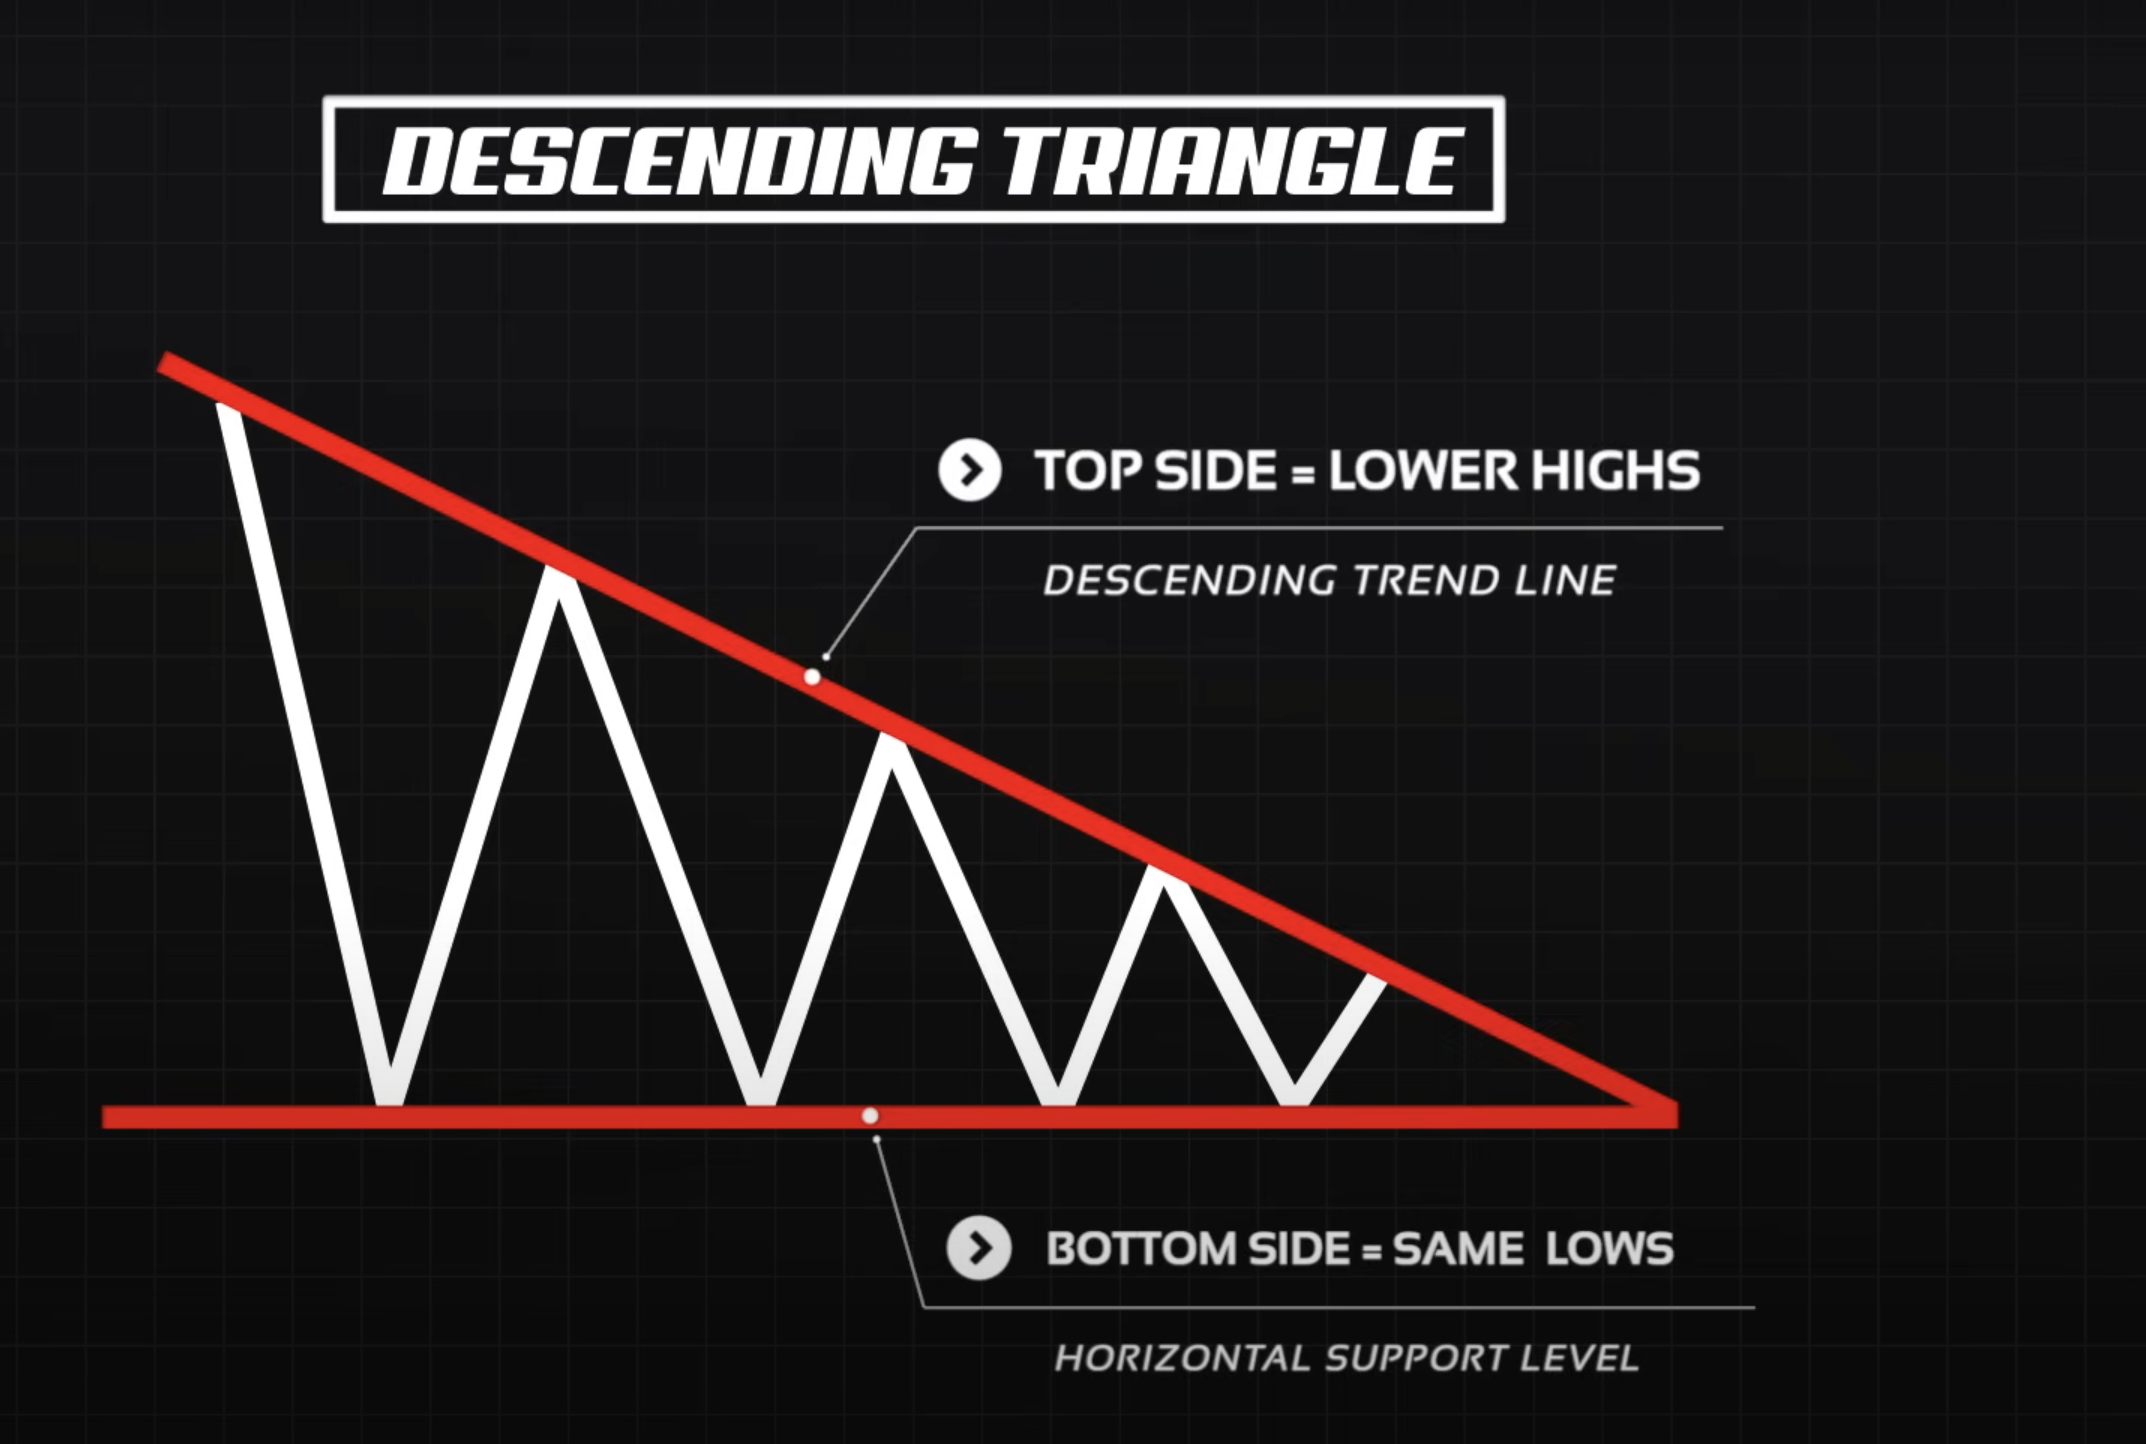 DESCENDING TRIANGLE
TOP SIDE = LOWER HIGHS
DESCENDING TREND LINE
BOTTOM SIDE = SAME LOWS
HORIZONTAL SUPPORT LEVEL